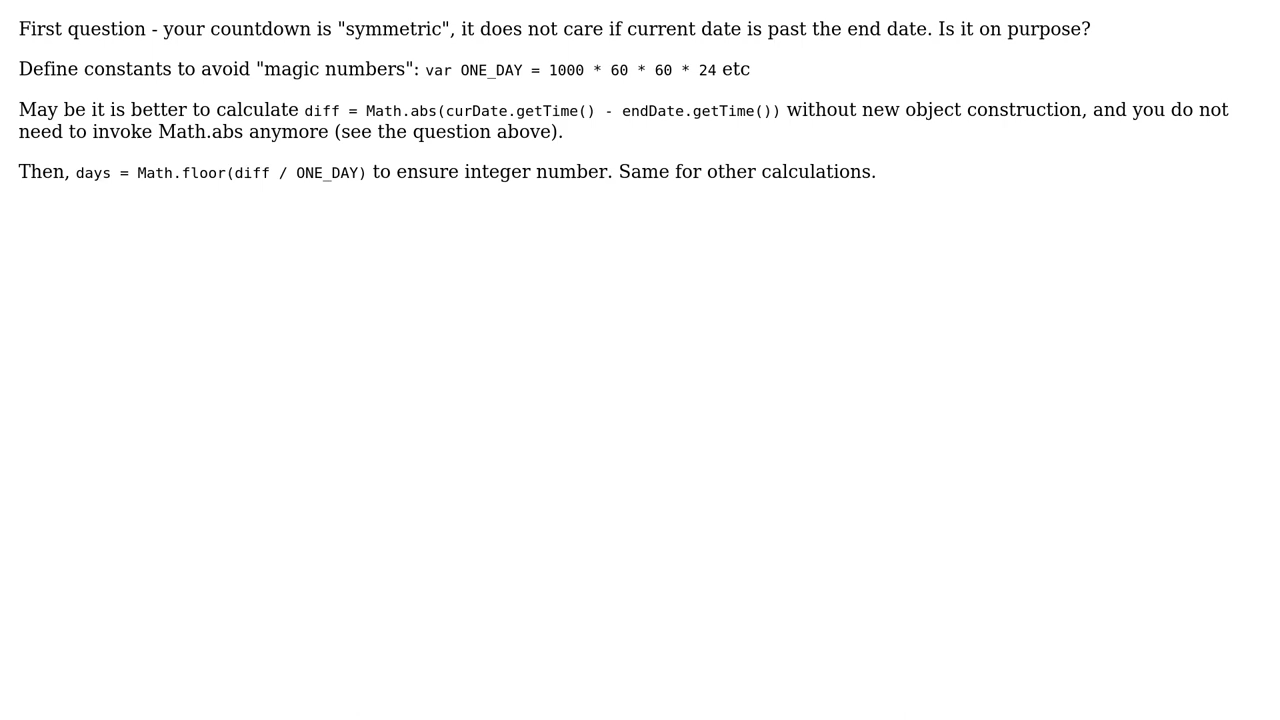 First question - your countdown is "symmetric", it does not care if current date is past the end date. Is it on purpose?
Define constants to avoid "magic numbers": var ONE_DAY = 1000 * 60 * 60 * 24 etc
May be it is better to calculate diff = Math.abs(curDate.getTime() - endDate.getTime()) without new object construction, and you do not
need to invoke Math.abs anymore (see the question above).
Then, days = Math.floor(diff / ONE_DAY) to ensure integer number. Same for other calculations.